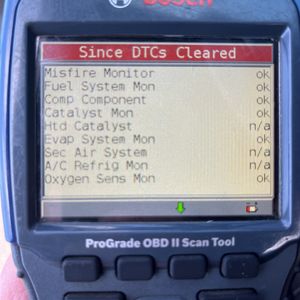 BOSCH
Since DTCs Cleared
Misfire Monitor ok
Fuel System Mon ok
Comp Component ok
Catalyst Mon ok
Htd Catalyst n/a
Evap System Mon ok
Sec Air System n/a
A/C Refrig Mon n/a
Oxygen Sens Mon ok
ProGrade OBD II Scan Tool